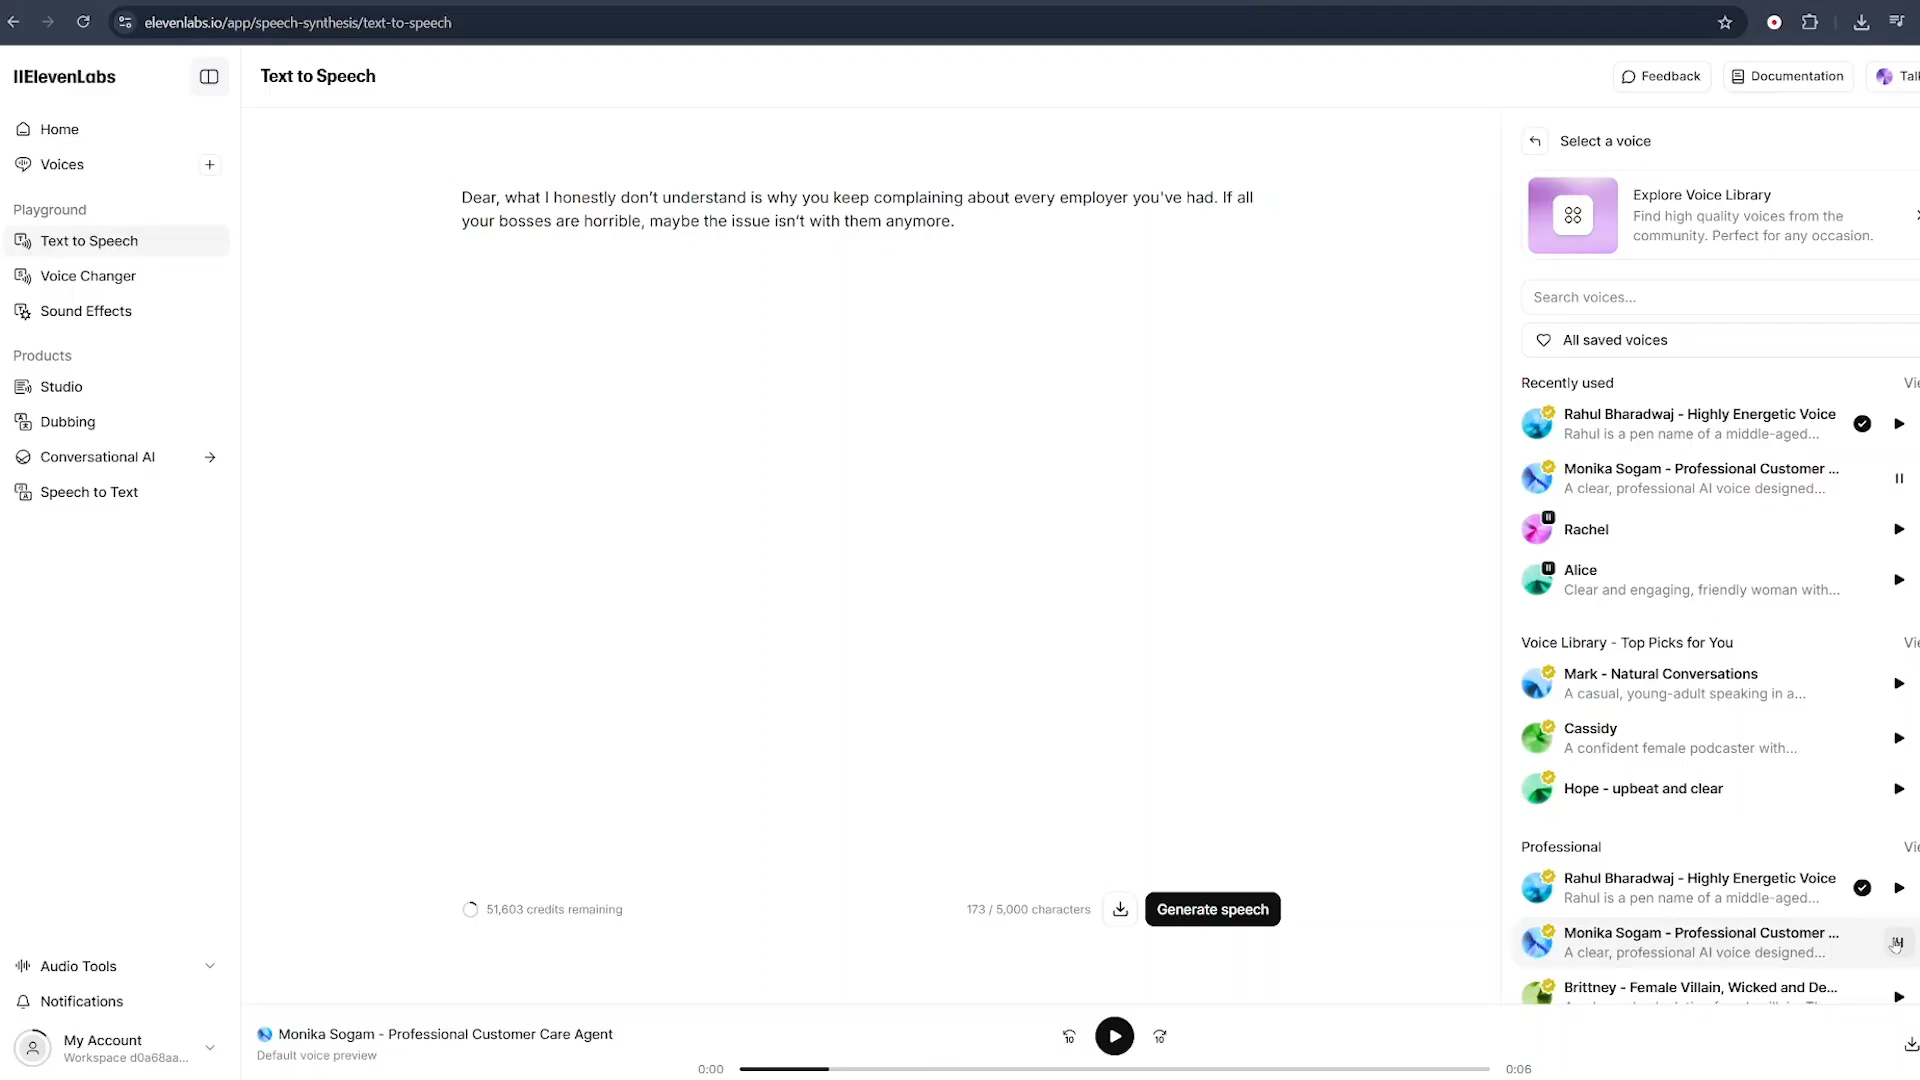 elevenlabs.io/app/speech-synthesis/text-to-speech
IIElevenLabs
Text to Speech
Feedback
Documentation
Home
Voices
Playground
Text to Speech
Voice Changer
Sound Effects
Products
Studio
Dubbing
Conversational AI
Speech to Text
Audio Tools
Notifications
My Account
Workspace d0a68aa...
Dear, what I honestly don’t understand is why you keep complaining about every employer you've had. If all
your bosses are horrible, maybe the issue isn’t with them anymore.
51,603 credits remaining
173 / 5,000 characters
Generate speech
Select a voice
Explore Voice Library
Find high quality voices from the
community. Perfect for any occasion.
Search voices...
All saved voices
Recently used
Rahul Bharadwaj - Highly Energetic Voice
Rahul is a pen name of a middle-aged...
Monika Sogam - Professional Customer ...
A clear, professional AI voice designed...
Rachel
Alice
Clear and engaging, friendly woman with...
Voice Library - Top Picks for You
Mark - Natural Conversations
A casual, young-adult speaking in a...
Cassidy
A confident female podcaster with...
Hope - upbeat and clear
Professional
Rahul Bharadwaj - Highly Energetic Voice
Rahul is a pen name of a middle-aged...
Monika Sogam - Professional Customer ...
A clear, professional AI voice designed...
Brittney - Female Villain, Wicked and De...
Monika Sogam - Professional Customer Care Agent
Default voice preview
10
10
0:00
0:06